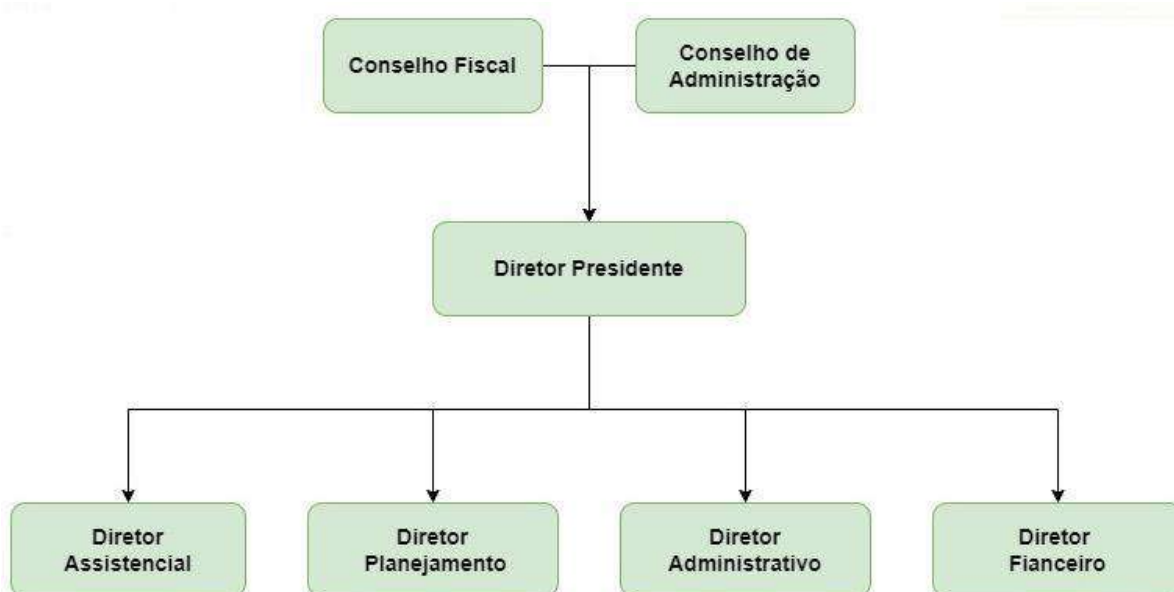 Conselho Fiscal
Conselho de
Administração
Diretor Presidente
Diretor
Assistencial
Diretor
Planejamento
Diretor
Administrativo
Diretor
Fianceiro